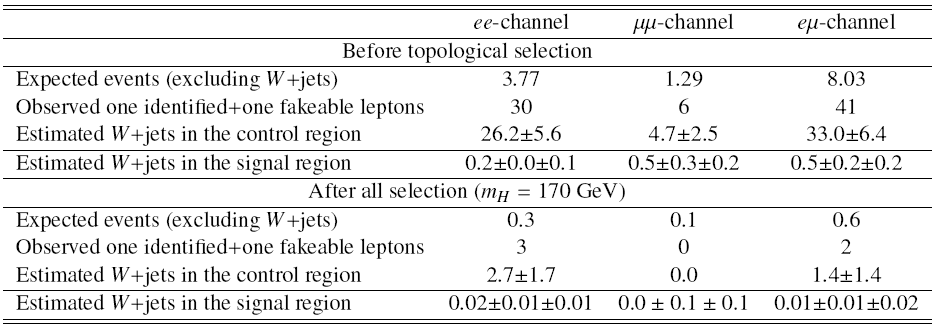 ee-channel μμ-channel eμ-channel
Before topological selection
Expected events (excluding W+jets) 3.77 1.29 8.03
Observed one identified+one fakeable leptons 30 6 41
Estimated W+jets in the control region 26.2±5.6 4.7±2.5 33.0±6.4
Estimated W+jets in the signal region 0.2±0.0±0.1 0.5±0.3±0.2 0.5±0.2±0.2
After all selection (mH = 170 GeV)
Expected events (excluding W+jets) 0.3 0.1 0.6
Observed one identified+one fakeable leptons 3 0 2
Estimated W+jets in the control region 2.7±1.7 0.0 1.4±1.4
Estimated W+jets in the signal region 0.02±0.01±0.01 0.0 ± 0.1 ± 0.1 0.01±0.01±0.02